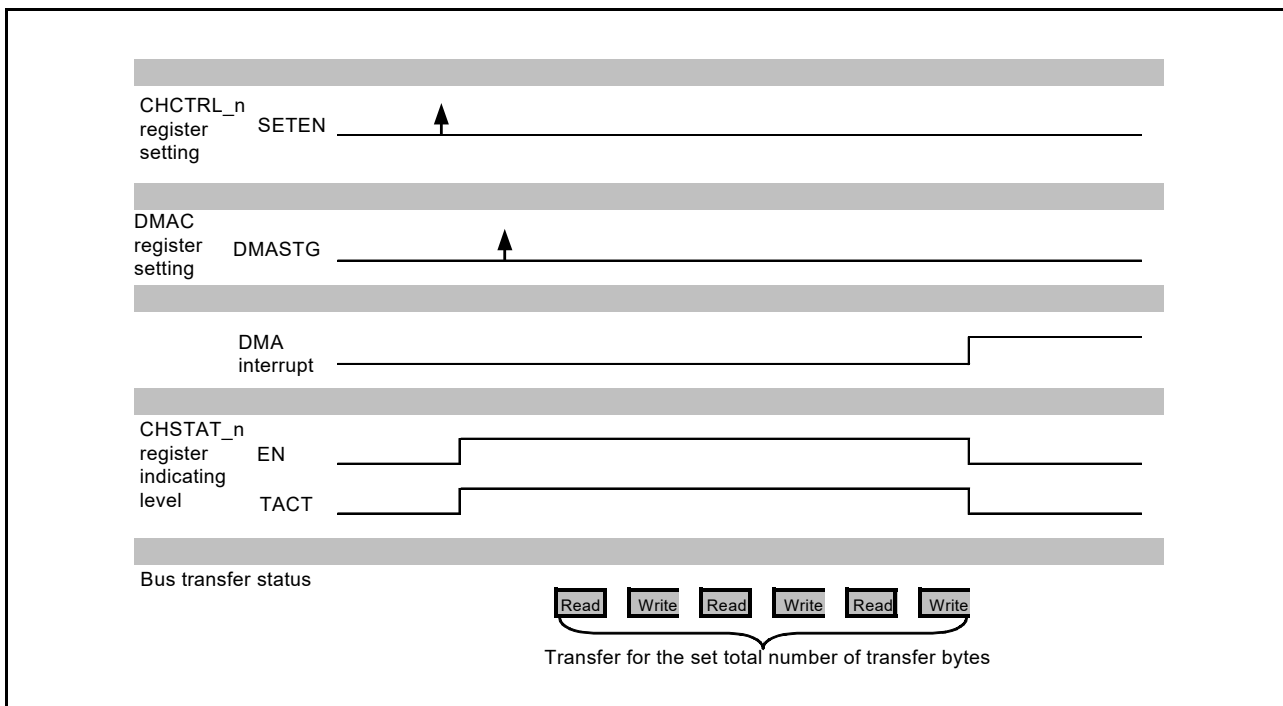 CHCTRL_n
register
setting
SETEN
DMAC
register
setting
DMASTG
DMA
interrupt
CHSTAT_n
register
indicating
level
EN
TACT
Bus transfer status
Read Write Read Write Read Write
Transfer for the set total number of transfer bytes